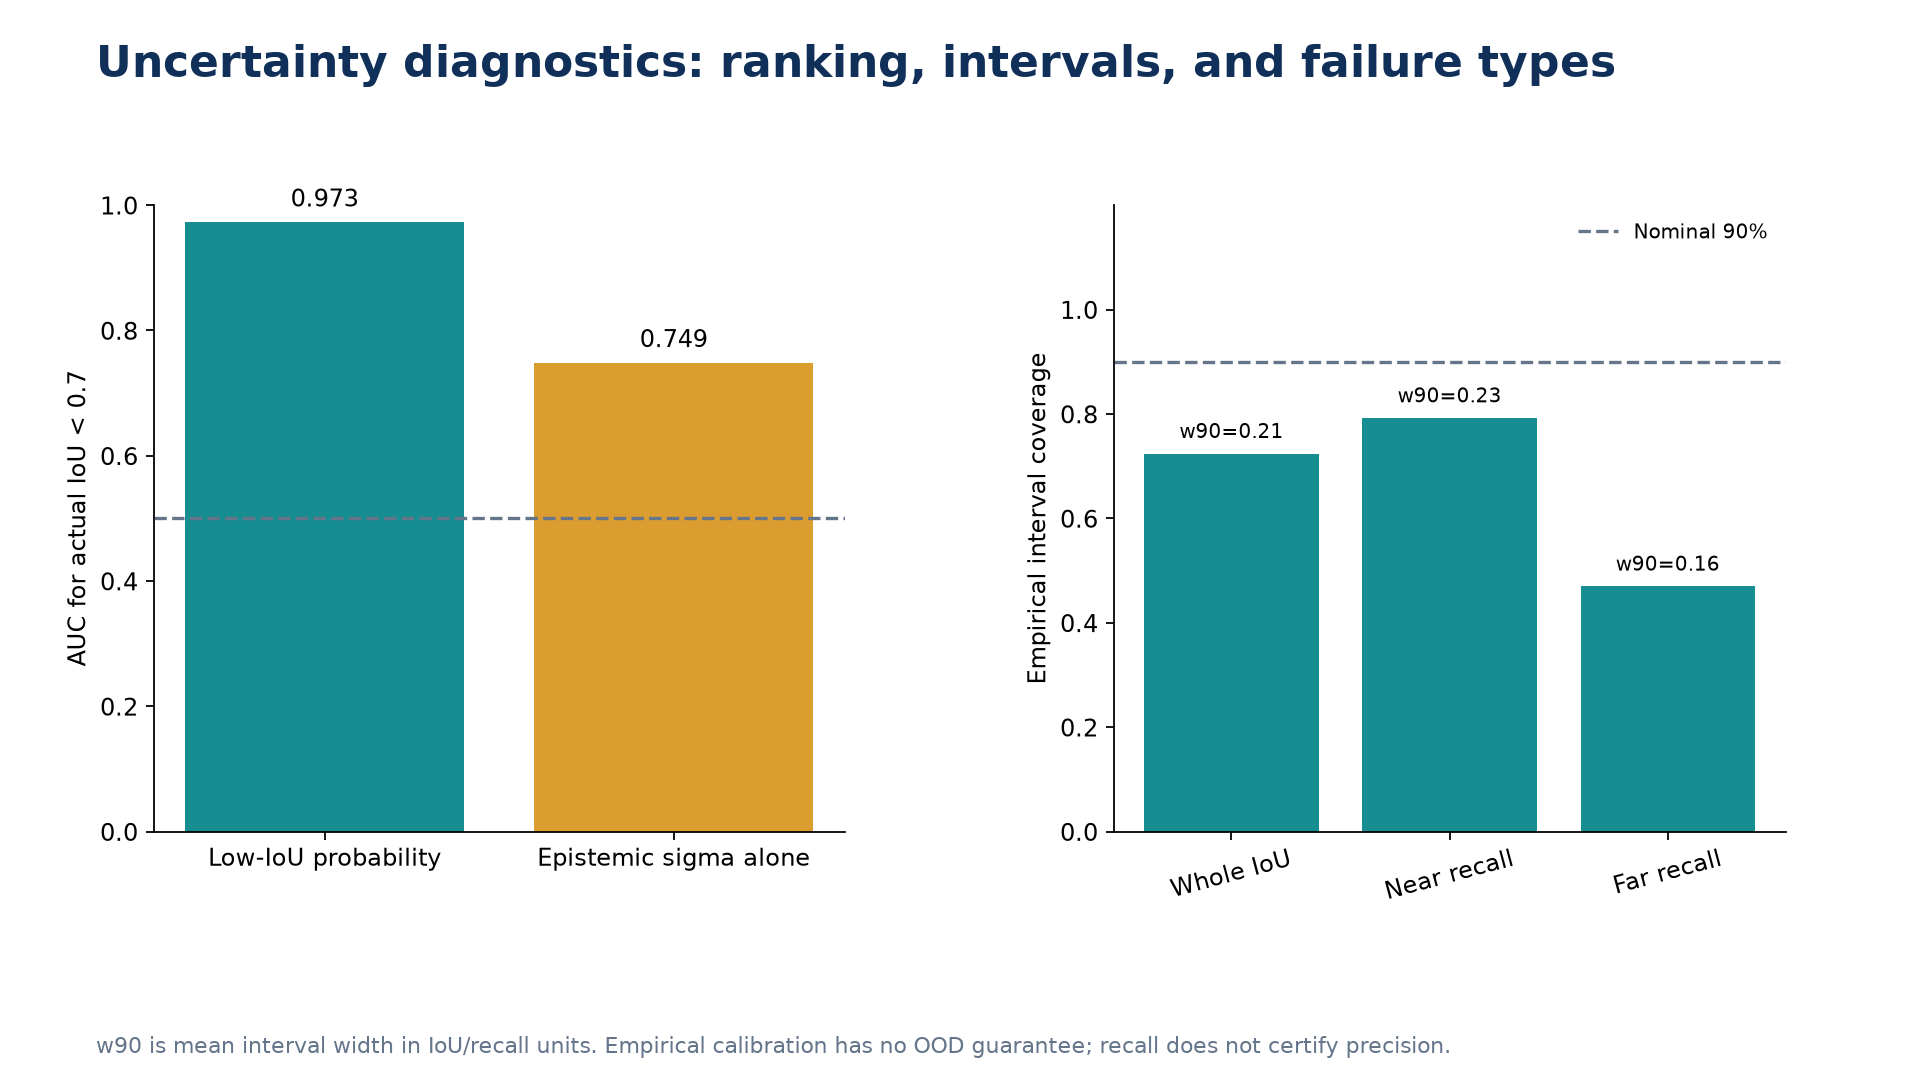 Uncertainty diagnostics: ranking, intervals, and failure types
AUC for actual IoU < 0.7
1.0
0.8
0.6
0.4
0.2
0.0
0.973
0.749
Low-IoU probability
Epistemic sigma alone
Empirical interval coverage
1.0
0.8
0.6
0.4
0.2
0.0
Nominal 90%
w90=0.21
w90=0.23
w90=0.16
Whole IoU
Near recall
Far recall
w90 is mean interval width in IoU/recall units. Empirical calibration has no OOD guarantee; recall does not certify precision.